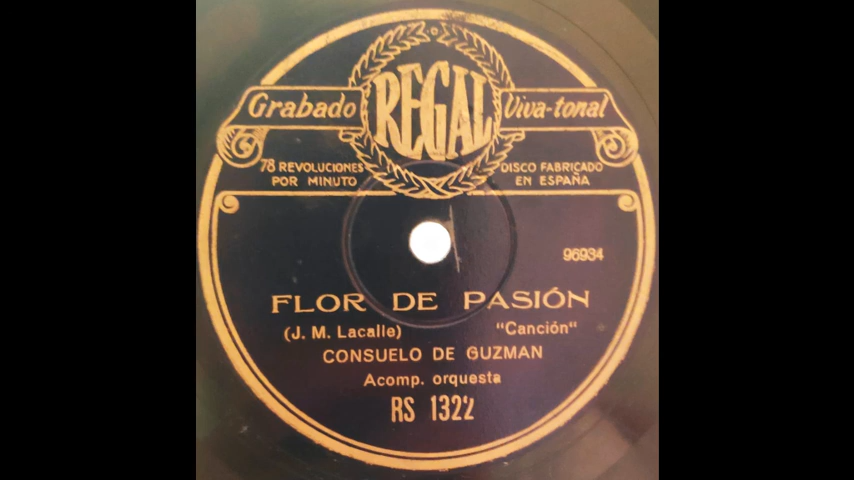 REGAL
Grabado Viva-tonal
78 REVOLUCIONES DISCO FABRICADO
POR MINUTO EN ESPAÑA
96934
FLOR DE PASIÓN
(J. M. Lacalle) "Canción"
CONSUELO DE GUZMAN
Acomp. orquesta
RS 1322